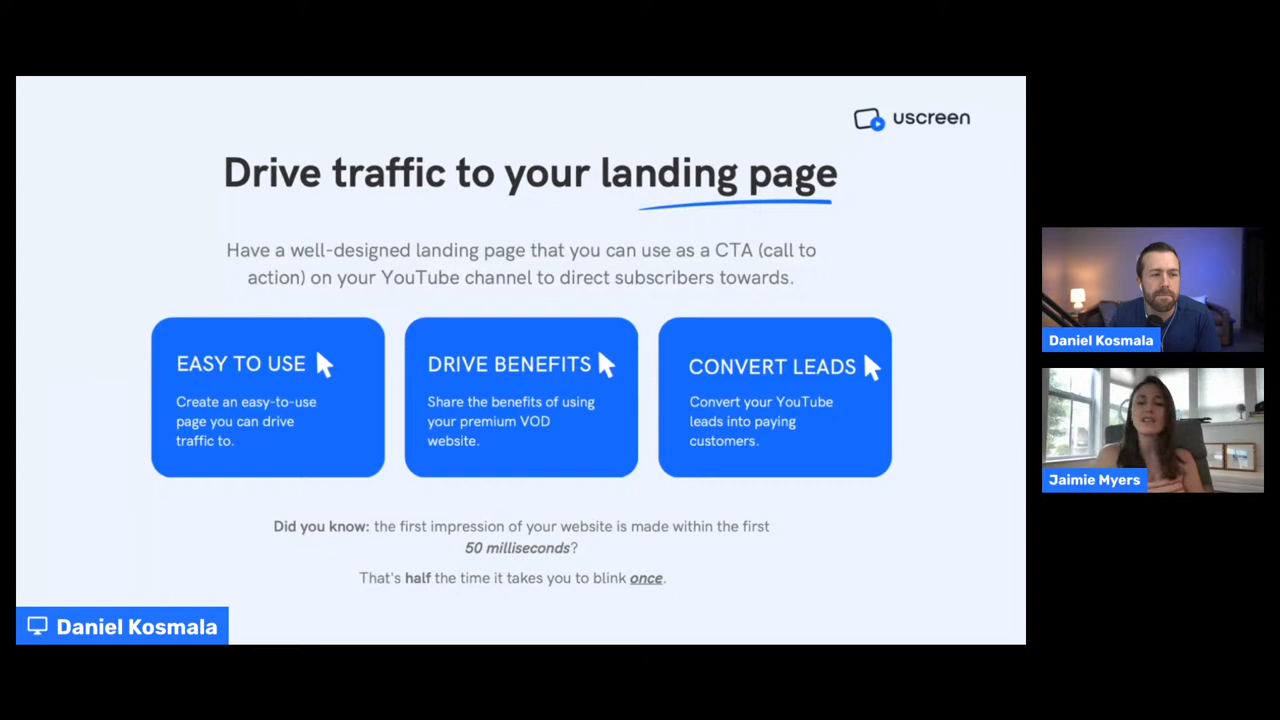 uscreen
Drive traffic to your landing page
Have a well-designed landing page that you can use as a CTA (call to
action) on your YouTube channel to direct subscribers towards.
EASY TO USE
Create an easy-to-use
page you can drive
traffic to.
DRIVE BENEFITS
Share the benefits of using
your premium VOD
website.
CONVERT LEADS
Convert your YouTube
leads into paying
customers.
Did you know: the first impression of your website is made within the first
50 milliseconds?
That's half the time it takes you to blink once.
Daniel Kosmala
Daniel Kosmala
Jaimie Myers